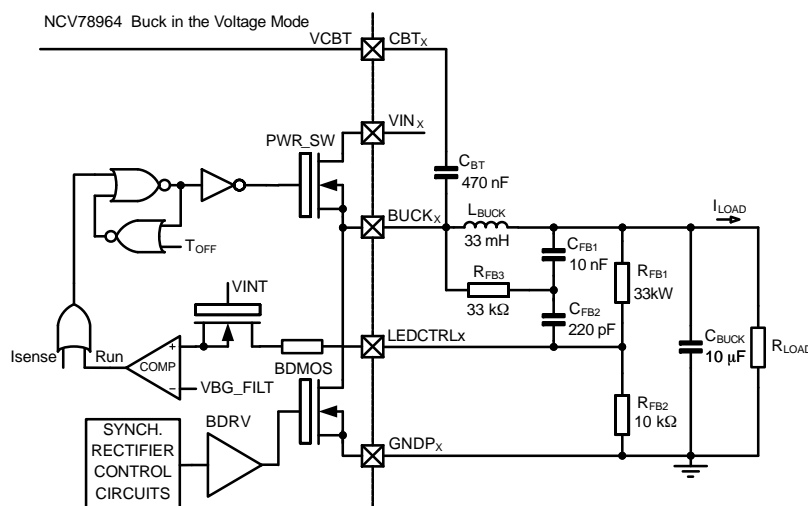 NCV78964 Buck in the Voltage Mode
VCBT
CBTX
VINX
PWR_SW
CBT
470 nF
BUCKX
LBUCK
33 mH
ILOAD
TOFF
CFB1
10 nF
RFB1
33kW
RFB3
33 kΩ
CFB2
220 pF
VINT
LEDCTRLx
CBUCK
10 μF
RLOAD
Isense
Run
COMP
+
−
VBG_FILT
BDMOS
RFB2
10 kΩ
SYNCH.
RECTIFIER
CONTROL
CIRCUITS
BDRV
GNDPX